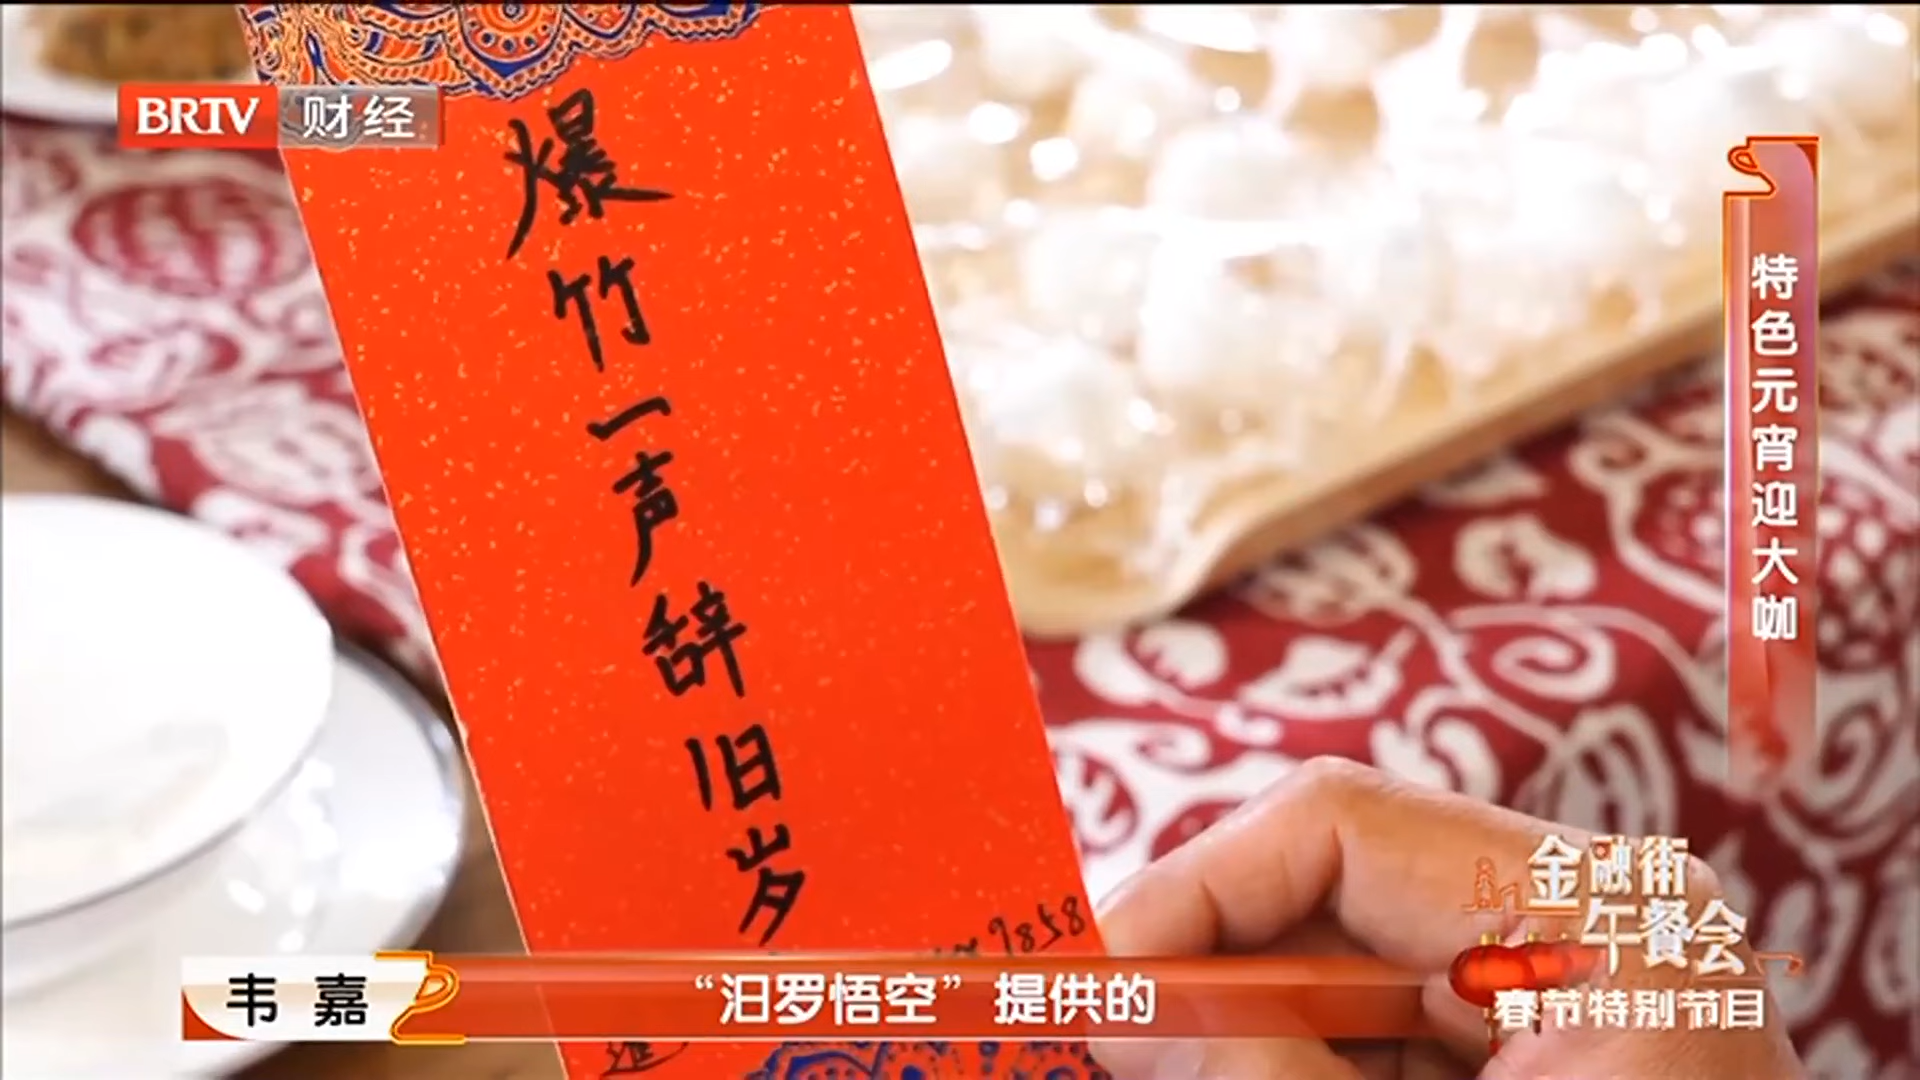 BRTV 财经
爆竹一声辞旧岁
9858
特色元宵迎大咖
金融街
午餐会
春节特别节目
韦嘉
“汨罗悟空”提供的